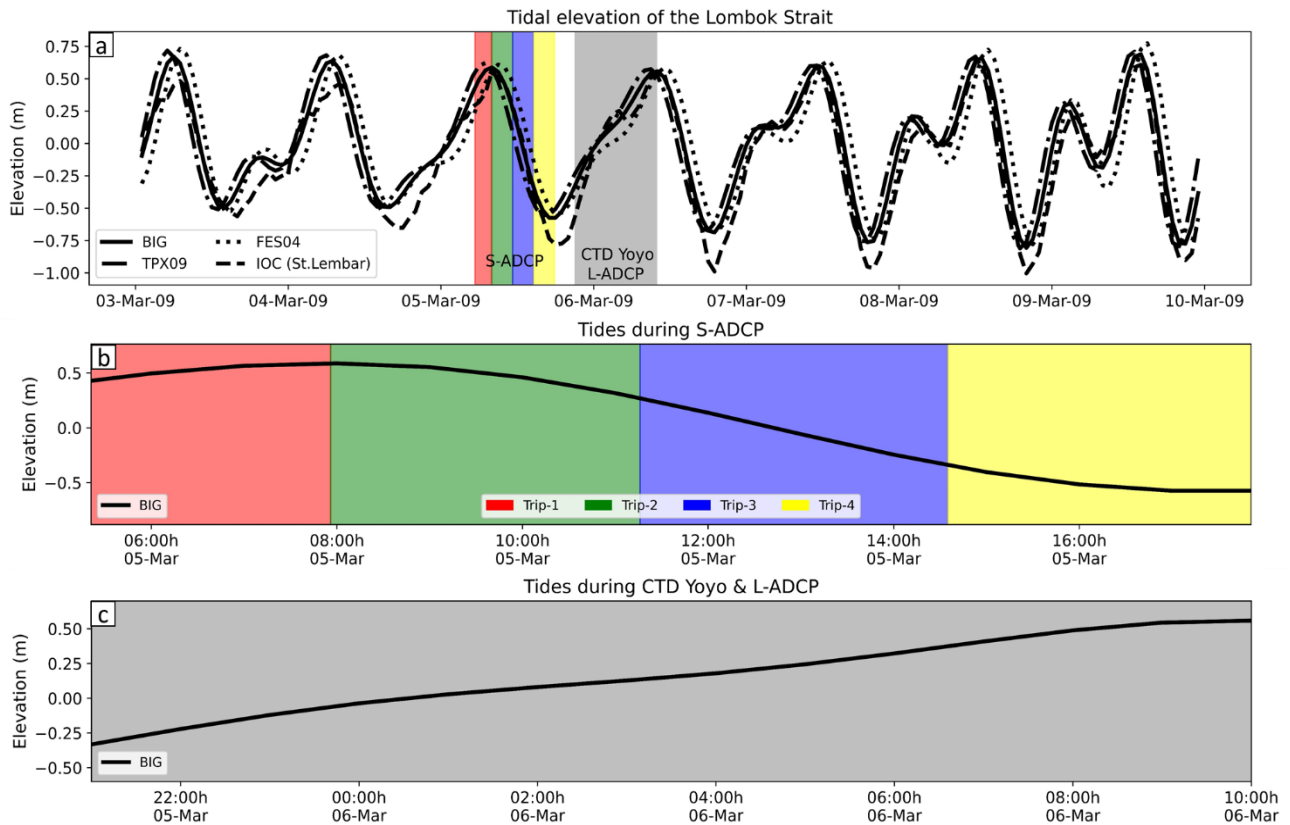 Tidal elevation of the Lombok Strait
a
Elevation (m)
0.75
0.50
0.25
0.00
−0.25
−0.50
−0.75
−1.00
BIG
TPX09
FES04
IOC (St.Lembar)
S-ADCP
CTD Yoyo
L-ADCP
03-Mar-09
04-Mar-09
05-Mar-09
06-Mar-09
07-Mar-09
08-Mar-09
09-Mar-09
10-Mar-09
Tides during S-ADCP
b
Elevation (m)
0.5
0.0
−0.5
BIG
Trip-1
Trip-2
Trip-3
Trip-4
06:00h
05-Mar
08:00h
05-Mar
10:00h
05-Mar
12:00h
05-Mar
14:00h
05-Mar
16:00h
05-Mar
Tides during CTD Yoyo & L-ADCP
c
Elevation (m)
0.50
0.25
0.00
−0.25
−0.50
BIG
22:00h
05-Mar
00:00h
06-Mar
02:00h
06-Mar
04:00h
06-Mar
06:00h
06-Mar
08:00h
06-Mar
10:00h
06-Mar